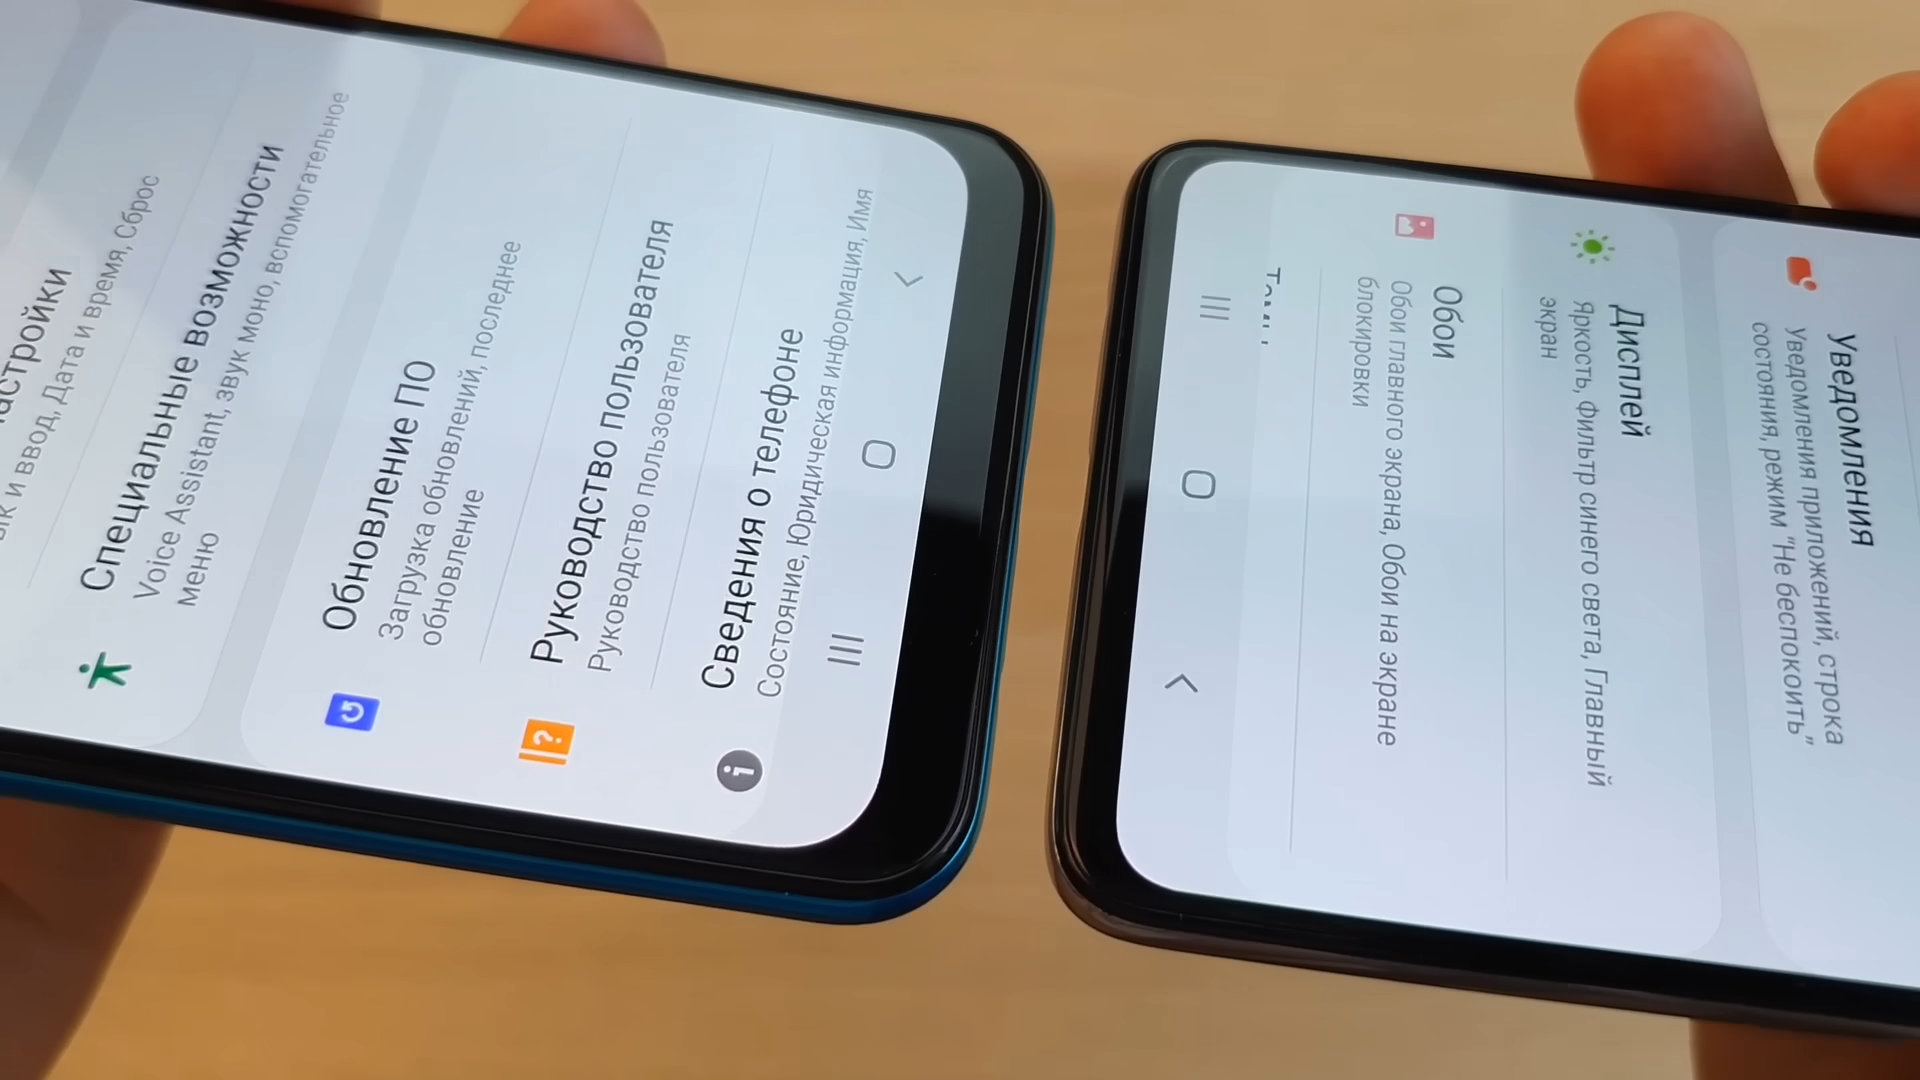 астройки
ык и ввод, Дата и время, Сброс
Специальные возможности
Voice Assistant, звук моно, вспомогательное
меню
Обновление ПО
Загрузка обновлений, последнее
обновление
Руководство пользователя
Руководство пользователя
Сведения о телефоне
Состояние, Юридическая информация, Имя
Уведомления
Уведомления приложений, строка
состояния, режим "Не беспокоить"
Дисплей
Яркость, Фильтр синего света, Главный
экран
Обои
Обои главного экрана, Обои на экране
блокировки